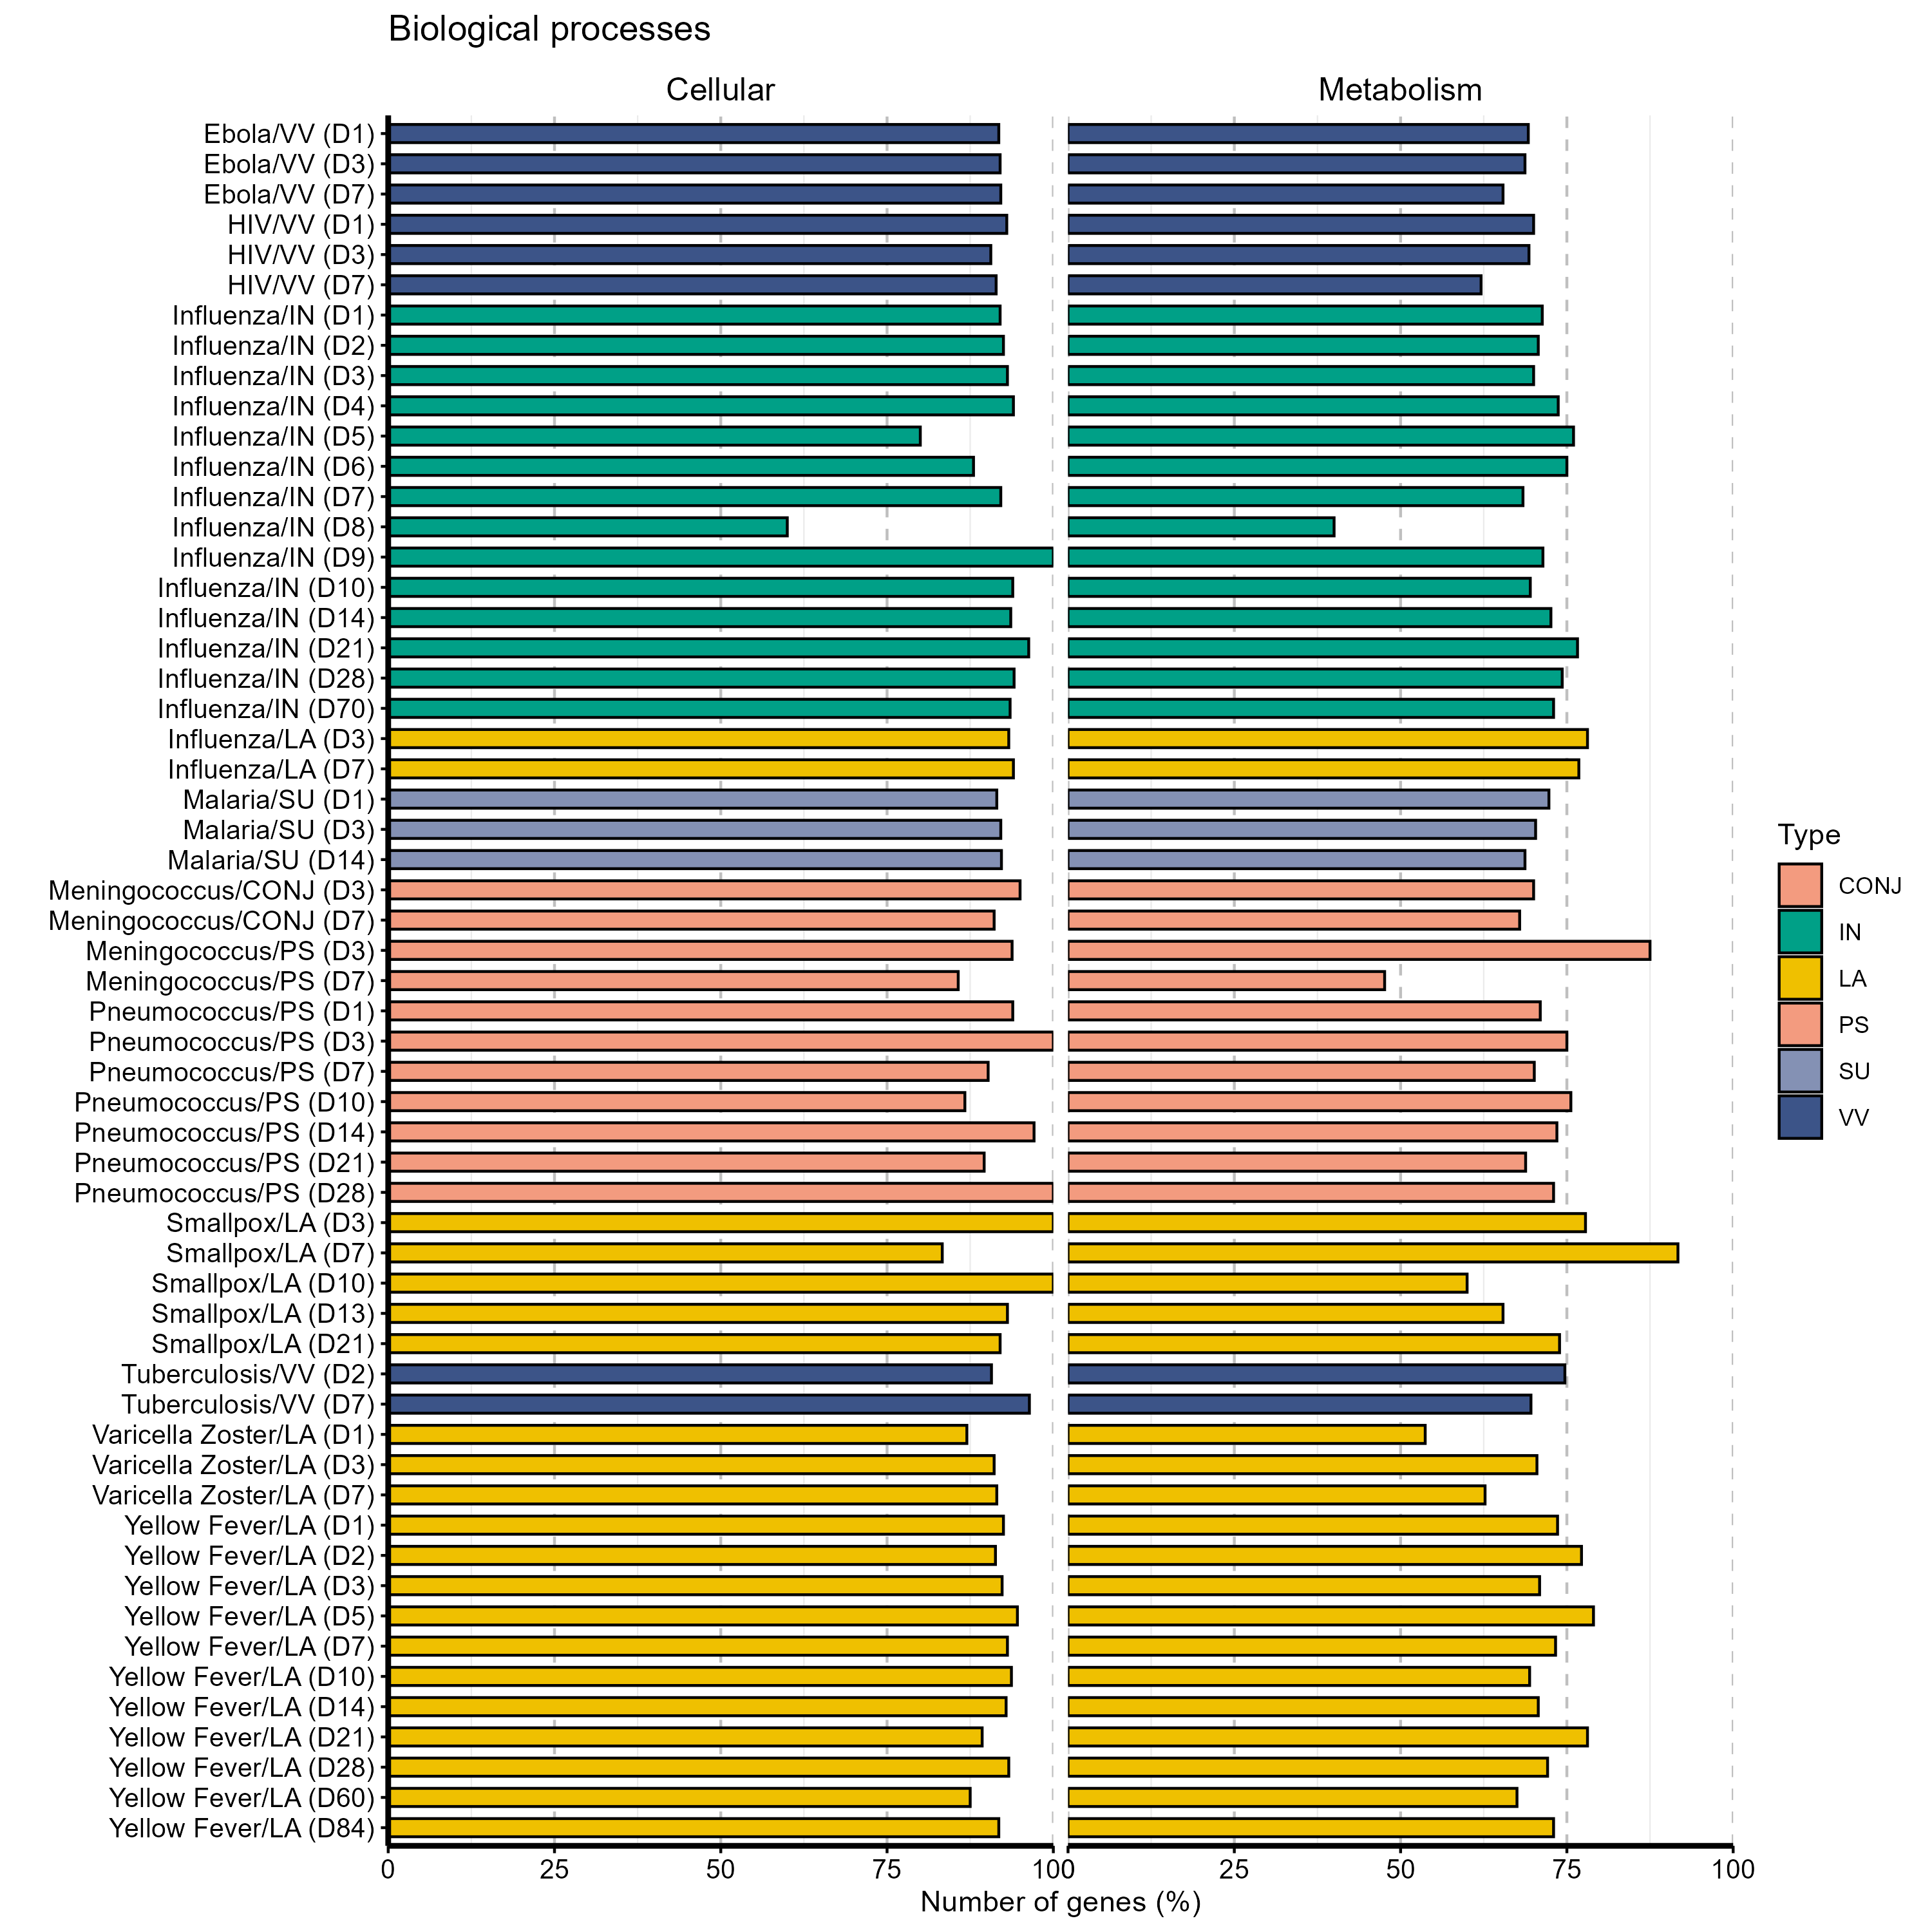 Biological processes
Cellular
Metabolism
Ebola/VV (D1)
Ebola/VV (D3)
Ebola/VV (D7)
HIV/VV (D1)
HIV/VV (D3)
HIV/VV (D7)
Influenza/IN (D1)
Influenza/IN (D2)
Influenza/IN (D3)
Influenza/IN (D4)
Influenza/IN (D5)
Influenza/IN (D6)
Influenza/IN (D7)
Influenza/IN (D8)
Influenza/IN (D9)
Influenza/IN (D10)
Influenza/IN (D14)
Influenza/IN (D21)
Influenza/IN (D28)
Influenza/IN (D70)
Influenza/LA (D3)
Influenza/LA (D7)
Malaria/SU (D1)
Malaria/SU (D3)
Malaria/SU (D14)
Meningococcus/CONJ (D3)
Meningococcus/CONJ (D7)
Meningococcus/PS (D3)
Meningococcus/PS (D7)
Pneumococcus/PS (D1)
Pneumococcus/PS (D3)
Pneumococcus/PS (D7)
Pneumococcus/PS (D10)
Pneumococcus/PS (D14)
Pneumococcus/PS (D21)
Pneumococcus/PS (D28)
Smallpox/LA (D3)
Smallpox/LA (D7)
Smallpox/LA (D10)
Smallpox/LA (D13)
Smallpox/LA (D21)
Tuberculosis/VV (D2)
Tuberculosis/VV (D7)
Varicella Zoster/LA (D1)
Varicella Zoster/LA (D3)
Varicella Zoster/LA (D7)
Yellow Fever/LA (D1)
Yellow Fever/LA (D2)
Yellow Fever/LA (D3)
Yellow Fever/LA (D5)
Yellow Fever/LA (D7)
Yellow Fever/LA (D10)
Yellow Fever/LA (D14)
Yellow Fever/LA (D21)
Yellow Fever/LA (D28)
Yellow Fever/LA (D60)
Yellow Fever/LA (D84)
0 25 50 75 100
0 25 50 75 100
Number of genes (%)
Type
CONJ
IN
LA
PS
SU
VV